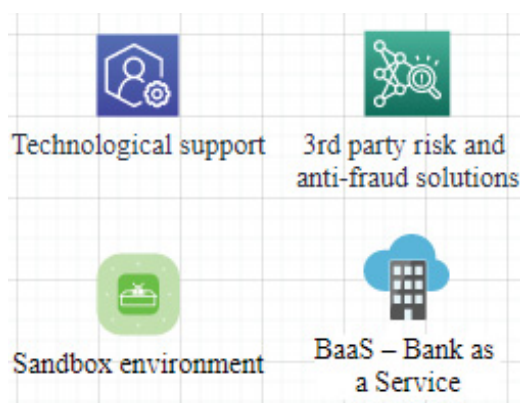 Technological support
3rd party risk and
anti-fraud solutions
Sandbox environment
BaaS – Bank as
a Service